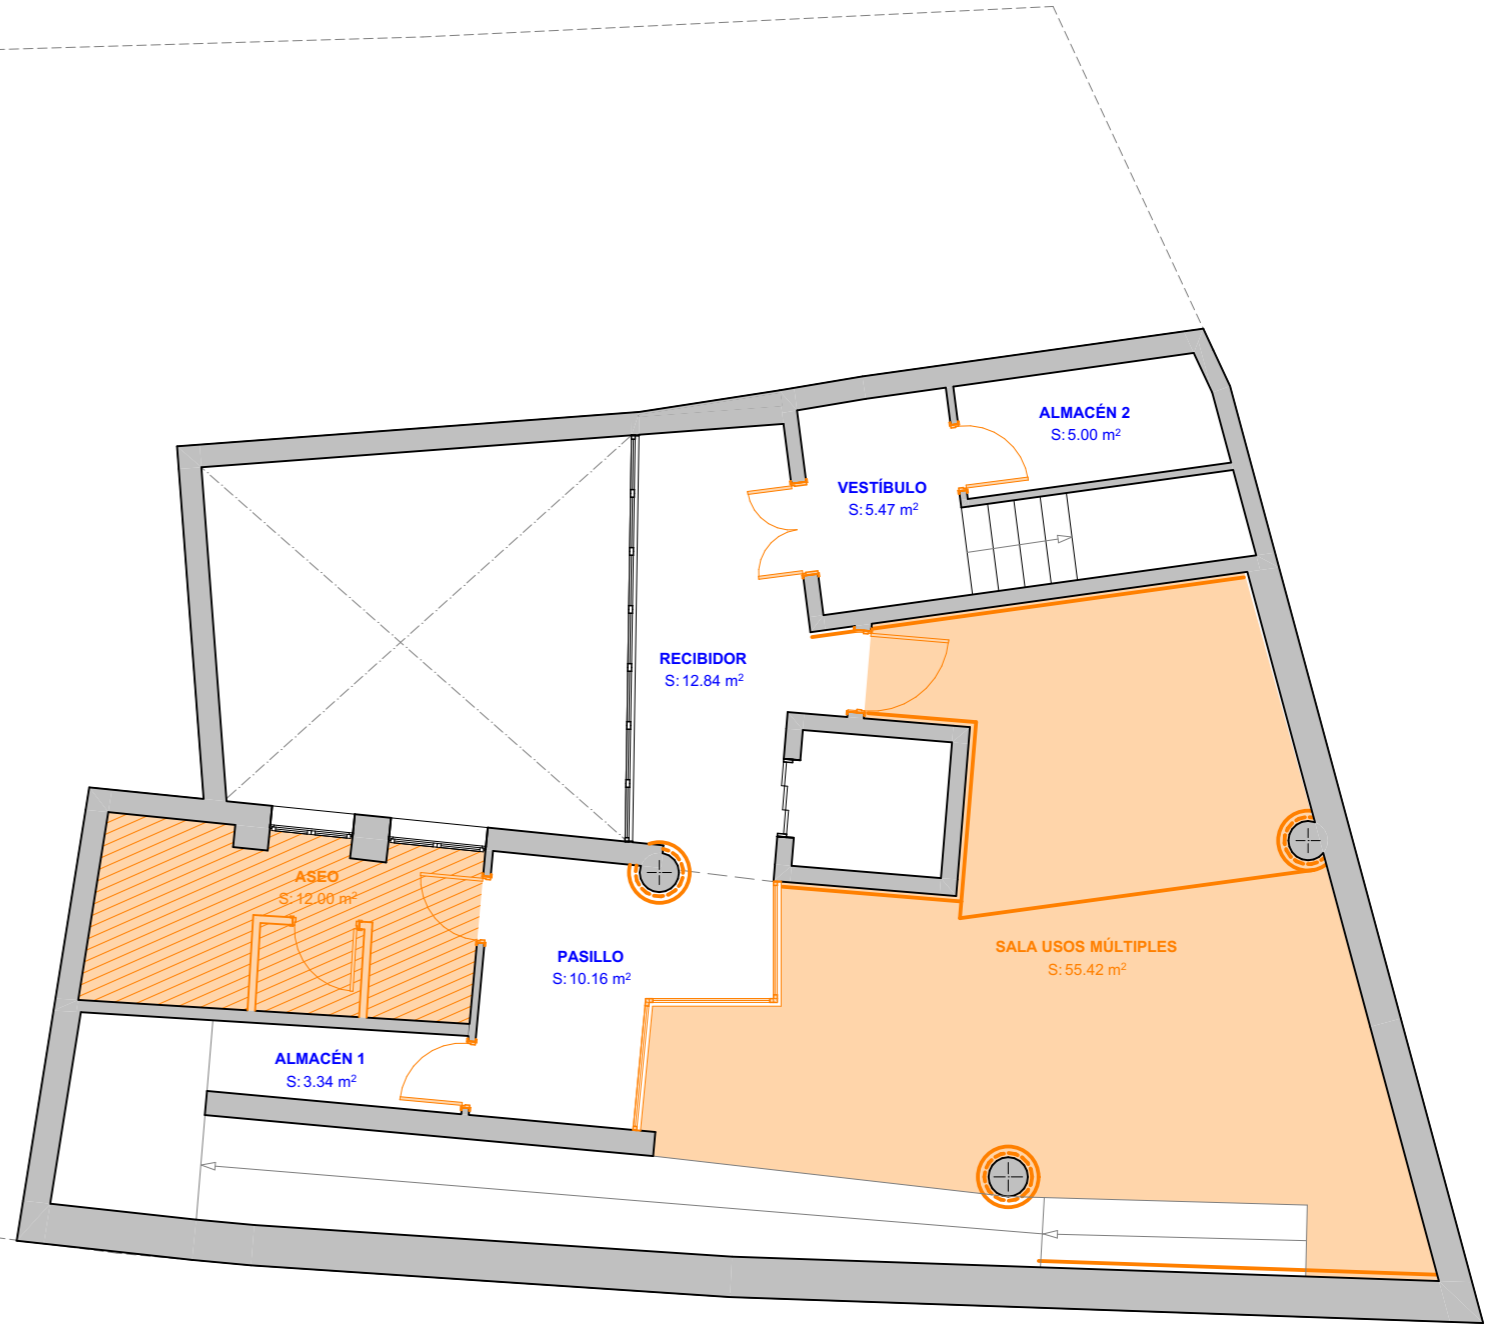 ALMACÉN 2
S: 5.00 m²
VESTÍBULO
S: 5.47 m²
RECIBIDOR
S: 12.84 m²
ASEO
S: 12.00 m²
SALA USOS MÚLTIPLES
S: 55.42 m²
PASILLO
S: 10.16 m²
ALMACÉN 1
S: 3.34 m²